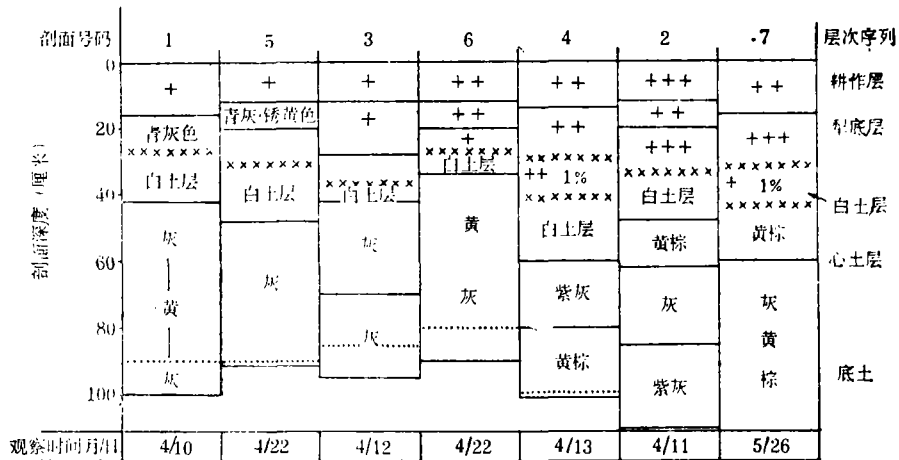 剖面号码 1 5 3 6 4 2 .7 层次序列
0
+ + + ++ ++ +++ ++ 耕作层
青灰·锈黄色 ++ ++
20 青灰色 + + ++ +++ +++ 犁底层
×××××× ×××××× ×××××× ×××××× ×××××× ×××××× ××××××
白土层 白土层 白土层 白土层 ++ 1% 白土层 + 1% 白土层
40 ×××××× ××××××
剖面深度(厘米)
灰 灰 黄 白土层 黄棕 黄棕 心土层
60
灰 灰 紫灰 灰 灰
黄 黄
80
灰 黄棕 紫灰 棕 底土
灰
100
观察时间月/日 4/10 4/22 4/12 4/22 4/13 4/11 5/26